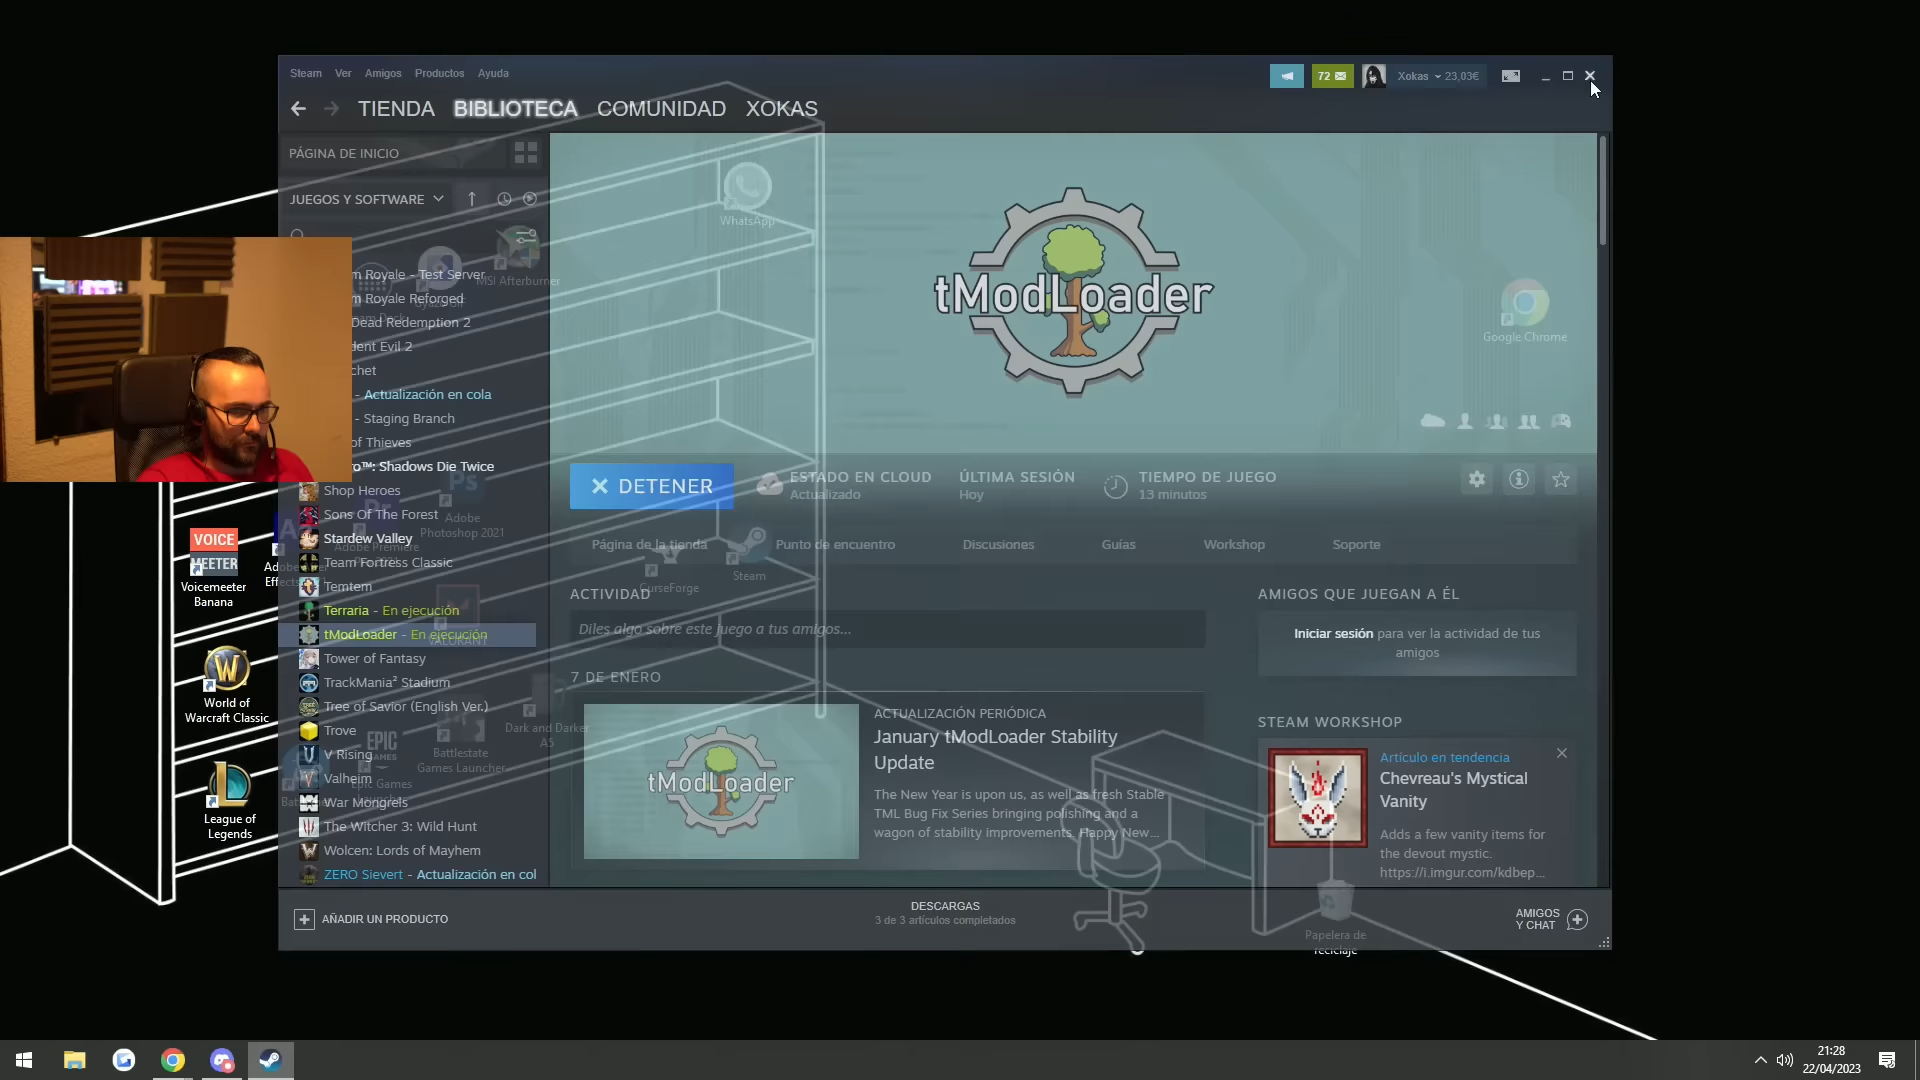 Steam Ver Amigos Productos Ayuda
72
Xokas 23,03€
TIENDA BIBLIOTECA COMUNIDAD XOKAS
PÁGINA DE INICIO
JUEGOS Y SOFTWARE
WhatsApp
MSI Afterburner
Google Chrome
m Royale - Test Server
m Royale Reforged
Dead Redemption 2
dent Evil 2
chet
- Actualización en cola
- Staging Branch
of Thieves
o™: Shadows Die Twice
Shop Heroes
Sons Of The Forest
Stardew Valley
Team Fortress Classic
Temtem
Terraria - En ejecución
tModLoader - En ejecución
Tower of Fantasy
TrackMania² Stadium
Tree of Savior (English Ver.)
Trove
V Rising
Valheim
War Mongrels
The Witcher 3: Wild Hunt
Wolcen: Lords of Mayhem
ZERO Sievert - Actualización en col
tModLoader
DETENER
ESTADO EN CLOUD
Actualizado
ÚLTIMA SESIÓN
Hoy
TIEMPO DE JUEGO
13 minutos
Página de la tienda
Punto de encuentro
Discusiones
Guías
Workshop
Soporte
Ps
Adobe
Photoshop 2021
Pr
Adobe Premiere
Steam
CurseForge
VALORANT
Dark and Darker
A5
Battlestate
Games Launcher
EPIC
GAMES
Epic Games
VOICE
MEETER
Voicemeeter
Banana
World of
Warcraft Classic
League of
Legends
ACTIVIDAD
Diles algo sobre este juego a tus amigos...
7 DE ENERO
tModLoader
ACTUALIZACIÓN PERIÓDICA
January tModLoader Stability
Update
The New Year is upon us, as well as fresh Stable
TML Bug Fix Series bringing polishing and a
wagon of stability improvements. Happy New...
AMIGOS QUE JUEGAN A ÉL
Iniciar sesión para ver la actividad de tus
amigos
STEAM WORKSHOP
Artículo en tendencia
Chevreau's Mystical
Vanity
Adds a few vanity items for
the devout mystic.
https://i.imgur.com/kdbep...
AÑADIR UN PRODUCTO
DESCARGAS
3 de 3 artículos completados
AMIGOS
Y CHAT
Papelera de
reciclaje
21:28
22/04/2023